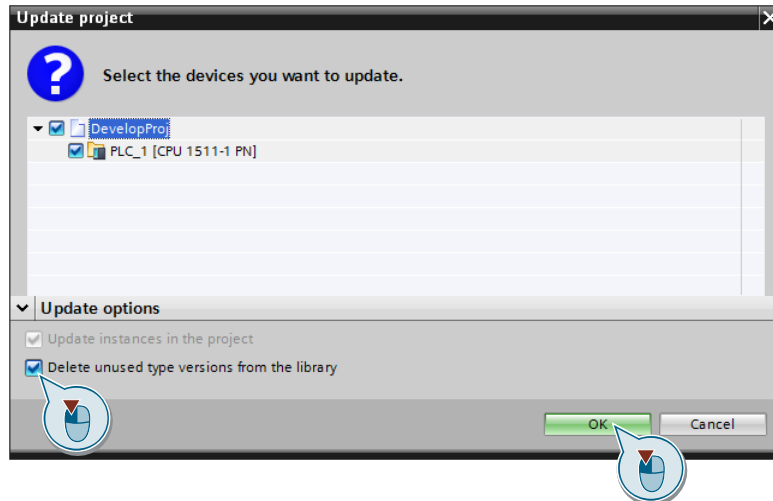 Update project
Select the devices you want to update.
DevelopProj
PLC_1 [CPU 1511-1 PN]
Update options
Update instances in the project
Delete unused type versions from the library
OK Cancel